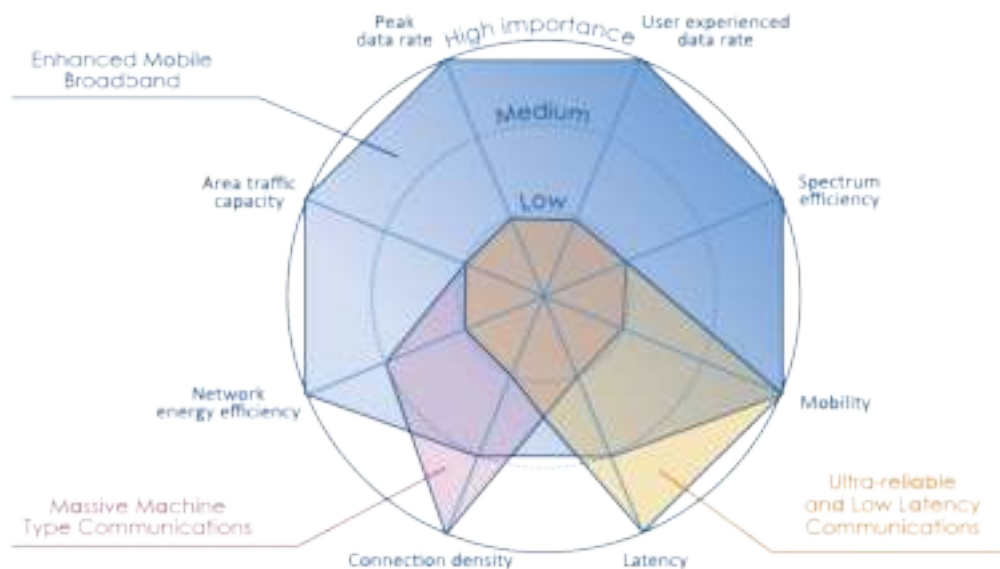 Peak
data rate
High importance
User experienced
data rate
Enhanced Mobile
Broadband
Medium
Area traffic
capacity
Low
Spectrum
efficiency
Network
energy efficiency
Mobility
Massive Machine
Type Communications
Ultra-reliable
and Low Latency
Communications
Connection density
Latency